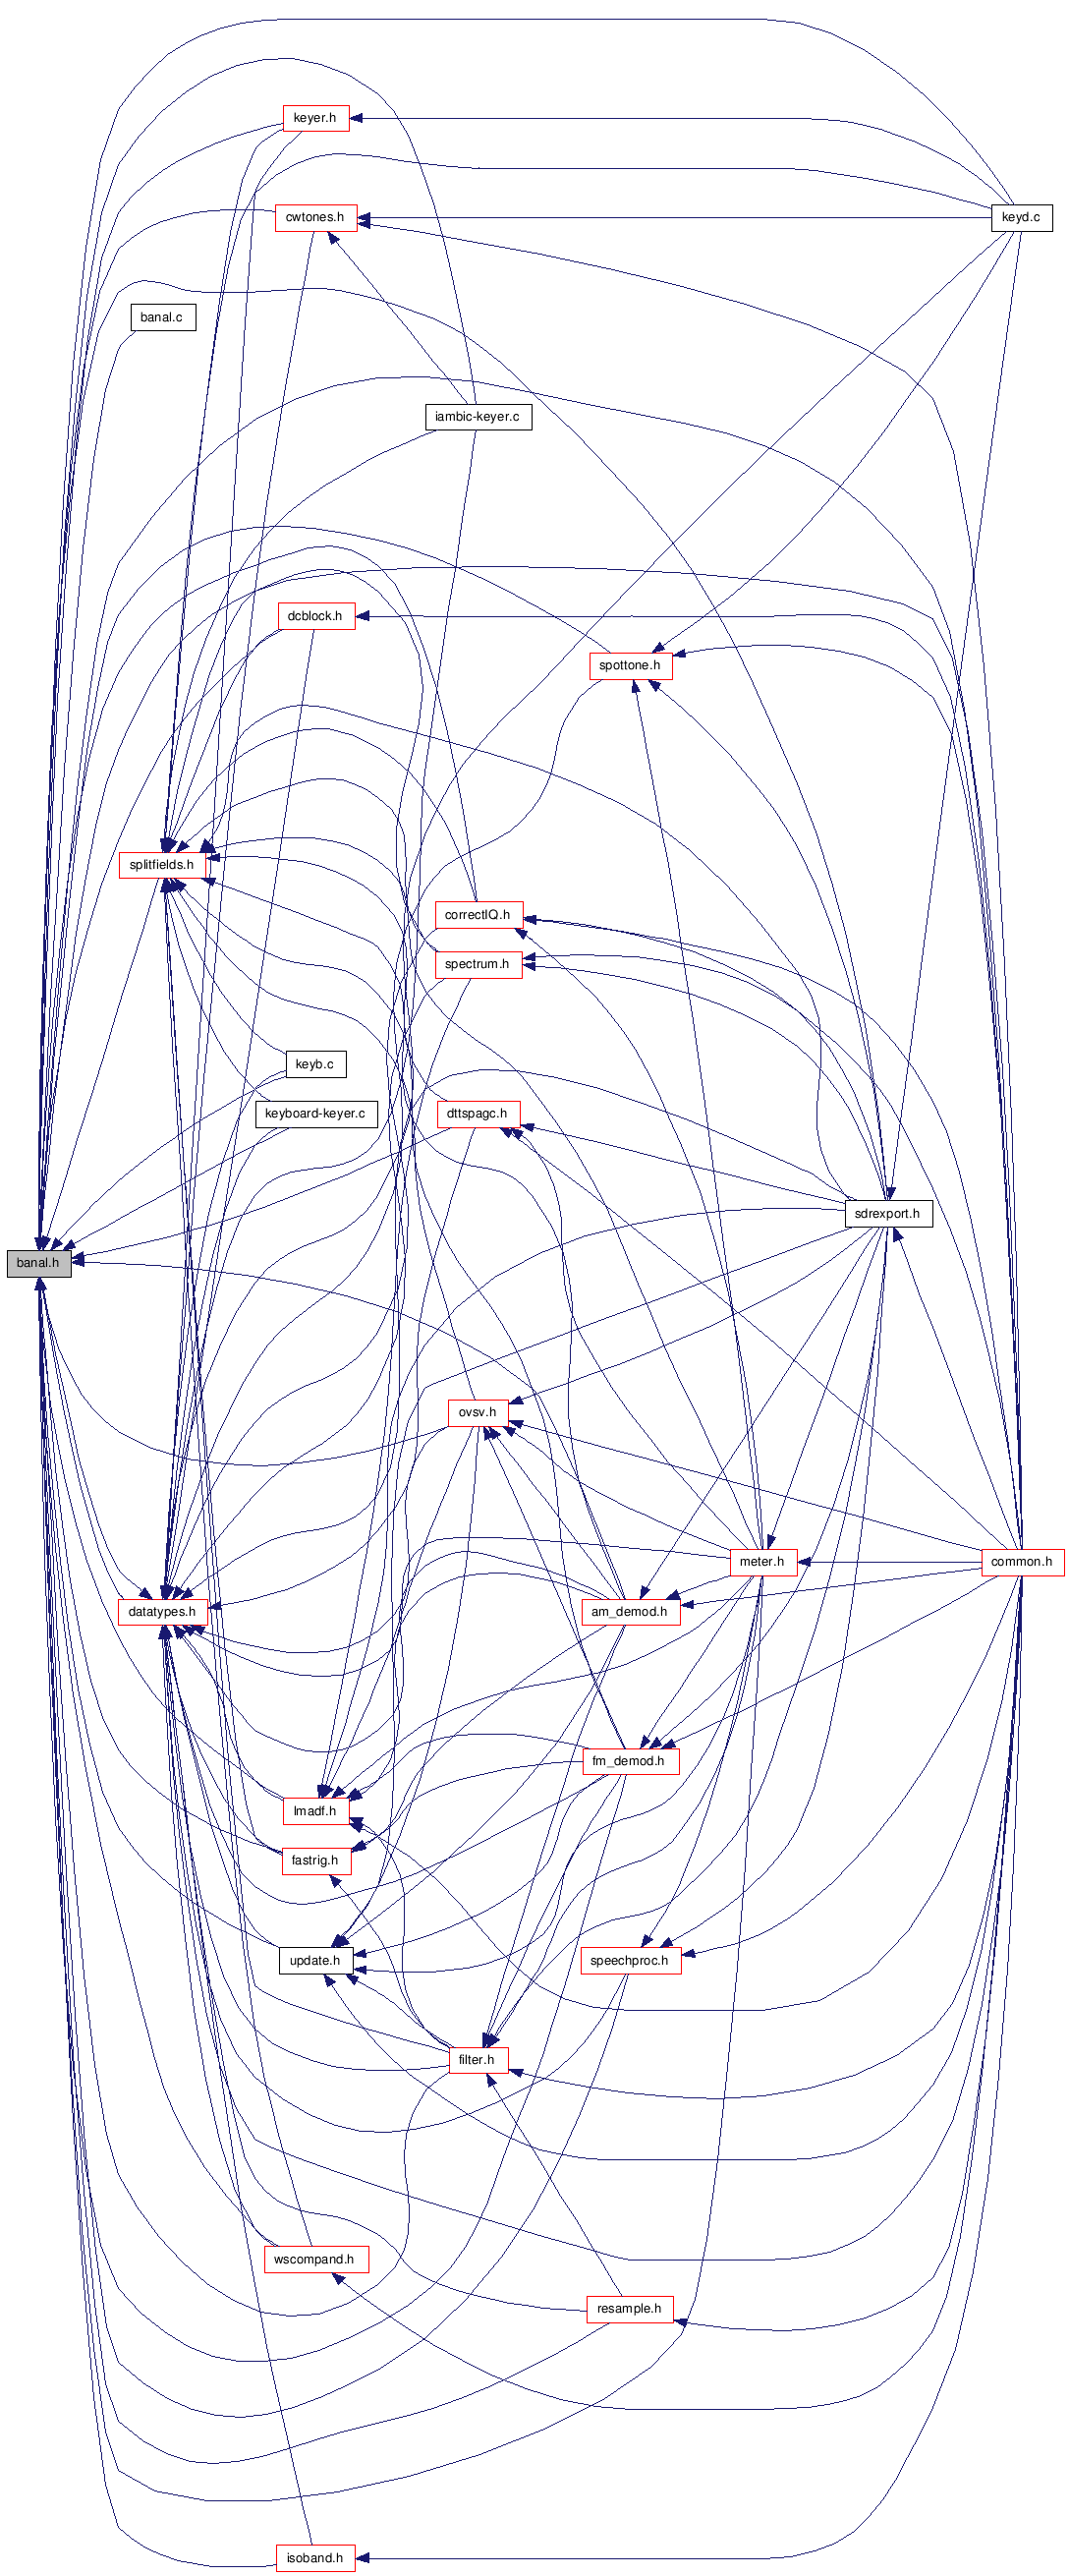 keyer.h
cwtones.h
keyd.c
banal.c
iambic-keyer.c
dcblock.h
spottone.h
splitfields.h
correctIQ.h
spectrum.h
keyb.c
keyboard-keyer.c
dttspagc.h
sdrexport.h
banal.h
ovsv.h
meter.h
common.h
datatypes.h
am_demod.h
fm_demod.h
lmadf.h
fastrig.h
update.h
speechproc.h
filter.h
wscompand.h
resample.h
isoband.h